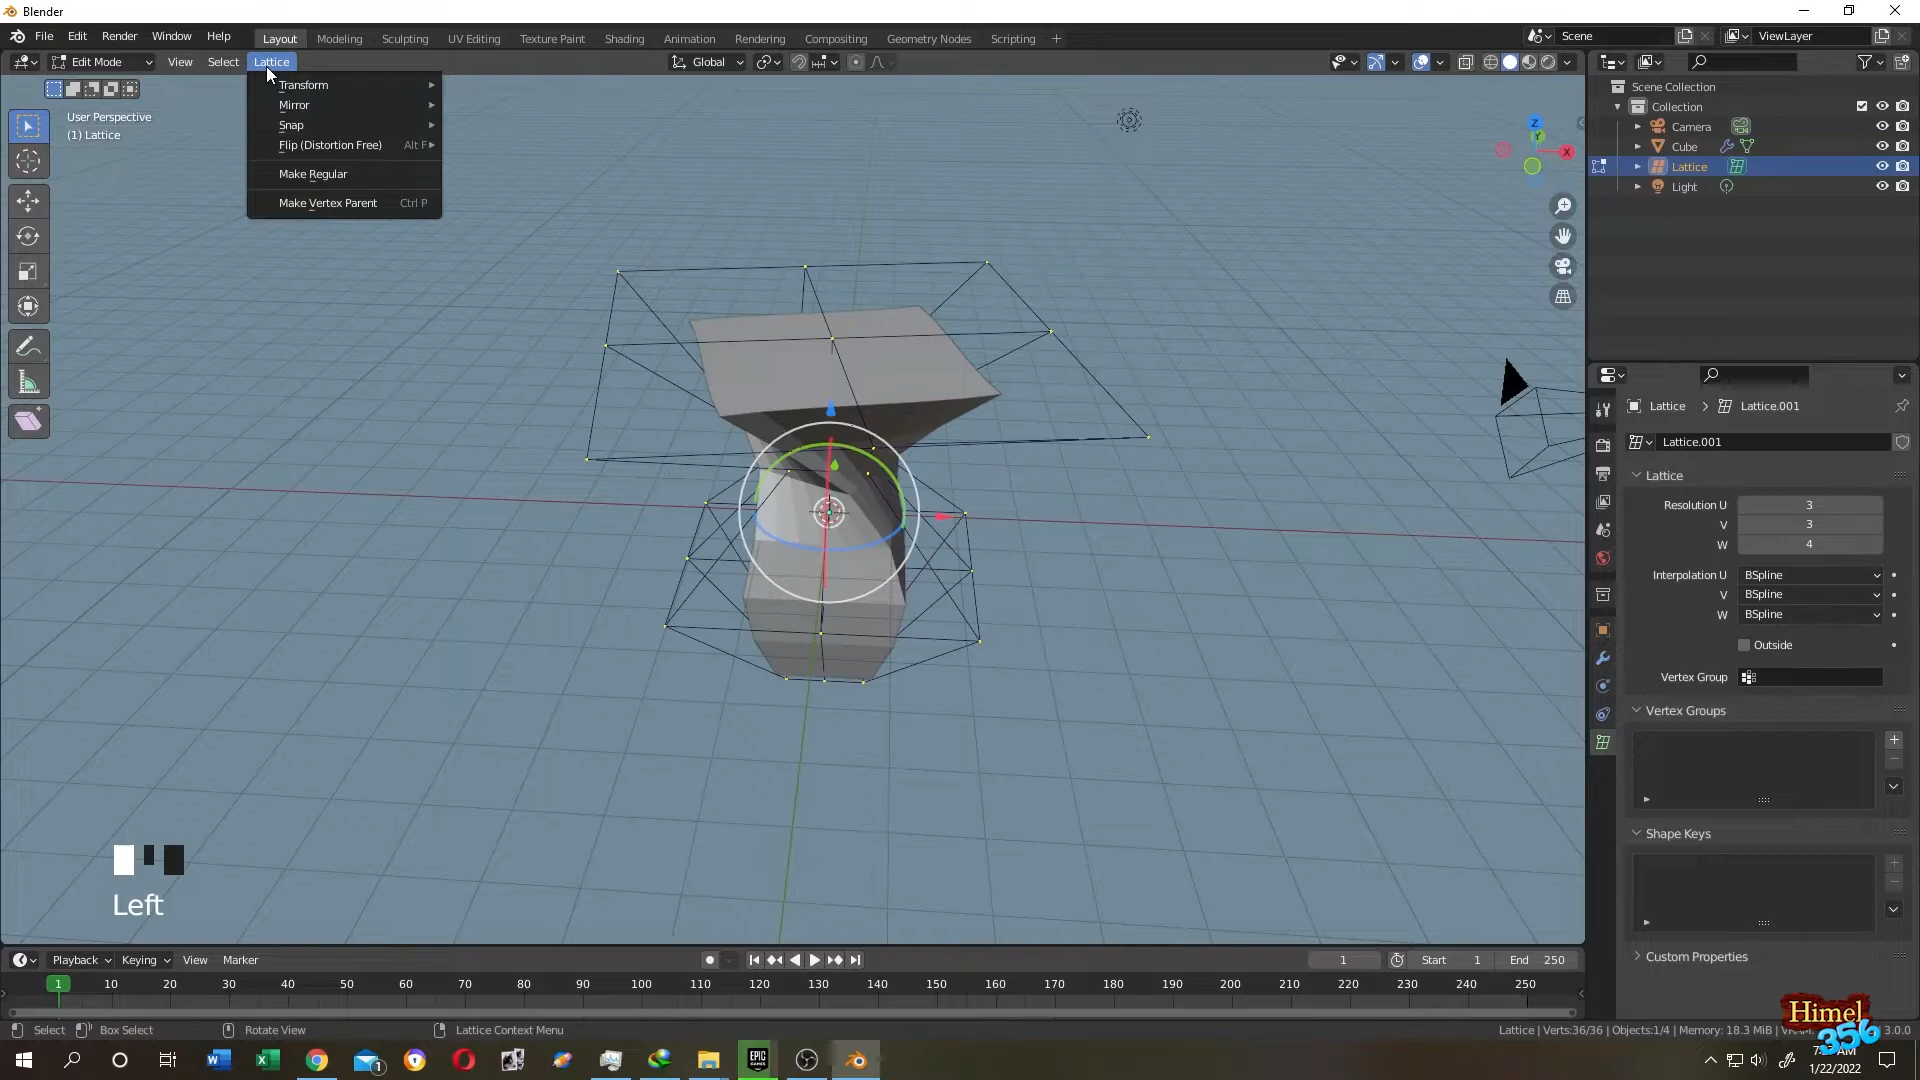 Blender
File Edit Render Window Help Layout Modeling Sculpting UV Editing Texture Paint Shading Animation Rendering Compositing Geometry Nodes Scripting + Scene ViewLayer
Edit Mode View Select Lattice Global
Transform
Mirror
Snap
Flip (Distortion Free) Alt F
Make Regular
Make Vertex Parent Ctrl P
User Perspective
(1) Lattice
Z
Y
X
Scene Collection
Collection
Camera
Cube
Lattice
Light
Lattice > Lattice.001
Lattice.001
Lattice
Resolution U 3
V 3
W 4
Interpolation U BSpline
V BSpline
W BSpline
Outside
Vertex Group
Vertex Groups
Shape Keys
Custom Properties
Left
Playback Keying View Marker 1 Start 1 End 250
1 10 20 30 40 50 60 70 80 90 100 110 120 130 140 150 160 170 180 190 200 210 220 230 240 250
Select Box Select Rotate View Lattice Context Menu Lattice | Verts:36/36 | Objects:1/4 | Memory: 18.3 MiB | 3.0.0
Himel
356
EPIC GAMES
1
AM
1/22/2022